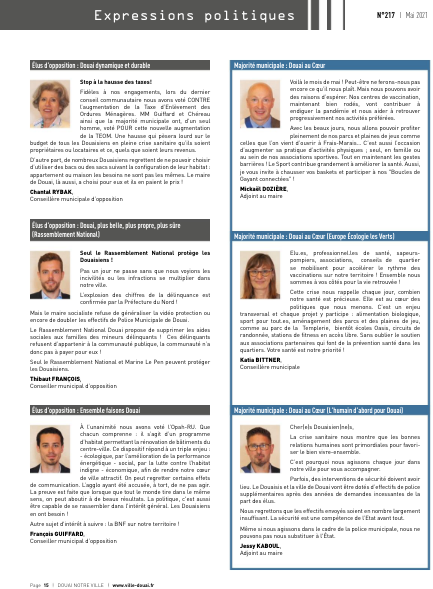 Expressions politiques
N°217 | Mai 2021
Élus d'opposition : Douai dynamique et durable
Stop à la hausse des taxes!
Fidèles à nos engagements, lors du dernier
conseil communautaire nous avons voté CONTRE
l'augmentation de la Taxe d'Enlèvement des
Ordures Ménagères. MM Guiffard et Chéreau
ainsi que la majorité municipale ont, d'un seul
homme, voté POUR cette nouvelle augmentation
de la TEOM. Une hausse qui pèsera lourd sur le
budget de tous les Douaisiens en pleine crise sanitaire qu'ils soient
propriétaires ou locataires et ce, quels que soient leurs revenus.
D'autre part, de nombreux Douaisiens regrettent de ne pouvoir choisir
d'utiliser des bacs ou des sacs suivant la configuration de leur habitat :
appartement ou maison les besoins ne sont pas les mêmes. Le maire
de Douai, là aussi, a choisi pour eux et ils en paient le prix !
Chantal RYBAK,
Conseillère municipale d'opposition
Élus d'opposition : Douai, plus belle, plus propre, plus sûre
(Rassemblement National)
Seul le Rassemblement National protège les
Douaisiens !
Pas un jour ne passe sans que nous voyons les
incivilités ou les infractions se multiplier dans
notre ville.
L'explosion des chiffres de la délinquance est
confirmée par la Préfecture du Nord !
Mais le maire socialiste refuse de généraliser la vidéo protection ou
encore de doubler les effectifs de Police Municipale de Douai.
Le Rassemblement National Douai propose de supprimer les aides
sociales aux familles des mineurs délinquants ! Ces délinquants
refusent d'appartenir à la communauté publique, la communauté n'a
donc pas à payer pour eux !
Seul le Rassemblement National et Marine Le Pen peuvent protéger
les Douaisiens.
Thibaut FRANÇOIS,
Conseiller municipal d'opposition
Élus d'opposition : Ensemble faisons Douai
À l'unanimité nous avons voté l'Opah-RU. Que
chacun comprenne : il s'agit d'un programme
d'habitat permettant la rénovation de bâtiments du
centre-ville. Ce dispositif répond à un triple enjeu :
- écologique, par l'amélioration de la performance
énergétique - social, par la lutte contre l'habitat
indigne - économique, afin de rendre notre cœur
de ville attractif. On peut regretter certains effets
de communication. L'agglo ayant été accusée, à tort, de ne pas agir.
La preuve est faite que lorsque que tout le monde tire dans le même
sens, on peut aboutir à de beaux résultats. La politique, c'est aussi
être capable de se rassembler dans l'intérêt général. Les Douaisiens
en ont besoin !
Autre sujet d'intérêt à suivre : la BNF sur notre territoire !
François GUIFFARD,
Conseiller municipal d'opposition
Majorité municipale : Douai au Cœur
Voilà le mois de mai ! Peut-être ne ferons-nous pas
encore ce qu'il nous plaît. Mais nous pouvons avoir
des raisons d'espérer. Nos centres de vaccination,
maintenant bien rodés, vont contribuer à
endiguer la pandémie et nous aider à retrouver
progressivement nos activités préférées.
Avec les beaux jours, nous allons pouvoir profiter
pleinement de nos parcs et plaines de jeux comme
celles que l'on vient d'ouvrir à Frais-Marais... C'est aussi l'occasion
d'augmenter sa pratique d'activités physiques ; seul, en famille ou
au sein de nos associations sportives. Tout en maintenant les gestes
barrières ! Le Sport contribue grandement à améliorer la santé. Aussi,
je vous invite à chausser vos baskets et participer à nos "Boucles de
Gayant connectées" !
Mickaël DOZIÈRE,
Adjoint au maire
Majorité municipale : Douai au Cœur (Europe Écologie les Verts)
Élu.es, professionnel.les de santé, sapeurs-
pompiers, associations, conseils de quartier
se mobilisent pour accélérer le rythme des
vaccinations sur notre territoire ! Ensemble nous
sommes à vos côtés pour la vie retrouvée !
Cette crise nous rappelle chaque jour, combien
notre santé est précieuse. Elle est au cœur des
politiques que nous menons. C'est un enjeu
transversal et chaque projet y participe : alimentation biologique,
sport pour tout.es, aménagement des parcs et des plaines de jeu,
comme au parc de la Templerie, bientôt écoles Oasis, circuits de
randonnée, stations de fitness en accès libre. Sans oublier le soutien
aux associations partenaires qui font de la prévention santé dans les
quartiers. Votre santé est notre priorité !
Katia BITTNER,
Conseillère municipale
Majorité municipale : Douai au Cœur (L'humain d'abord pour Douai)
Cher(e)s Douaisien(ne)s,
La crise sanitaire nous montre que les bonnes
relations humaines sont primordiales pour favori-
ser le bien vivre-ensemble.
C'est pourquoi nous agissons chaque jour dans
notre ville pour vous accompagner.
Parfois, des interventions de sécurité doivent avoir
lieu. Le Douaisis et la ville de Douai vont être dotés d'effectifs de police
supplémentaires après des années de demandes incessantes de la
part des élus.
Nous regrettons que les effectifs envoyés soient en nombre largement
insuffisant. La sécurité est une compétence de l'État avant tout.
Même si nous agissons dans le cadre de la police municipale, nous ne
pouvons pas nous substituer à l'État.
Jessy KABOUL,
Adjoint au maire
Page 15 | DOUAI NOTRE VILLE | www.ville-douai.fr